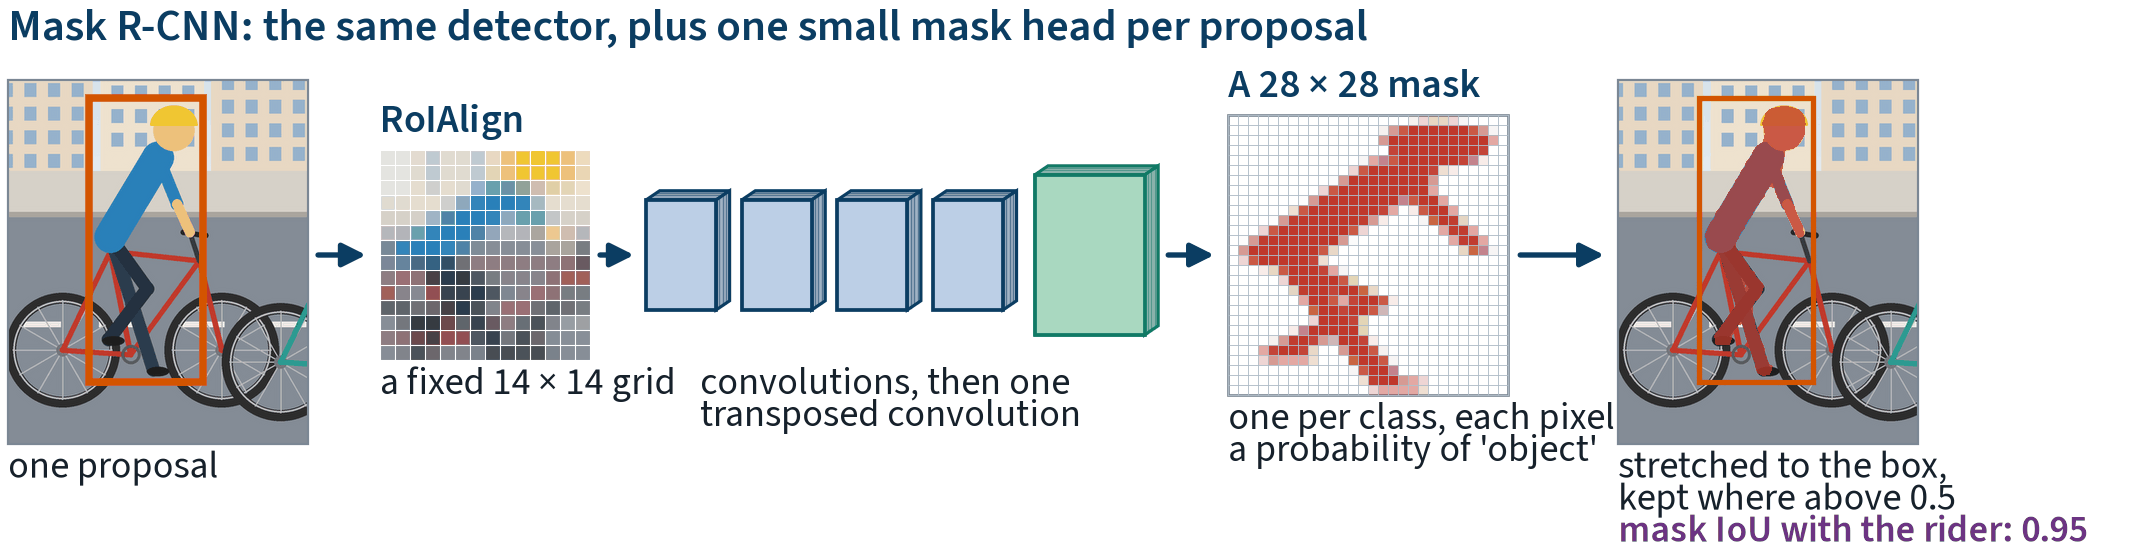 Mask R-CNN: the same detector, plus one small mask head per proposal
one proposal
RoIAlign
a fixed 14 × 14 grid
convolutions, then one
transposed convolution
A 28 × 28 mask
one per class, each pixel
a probability of 'object'
stretched to the box,
kept where above 0.5
mask IoU with the rider: 0.95